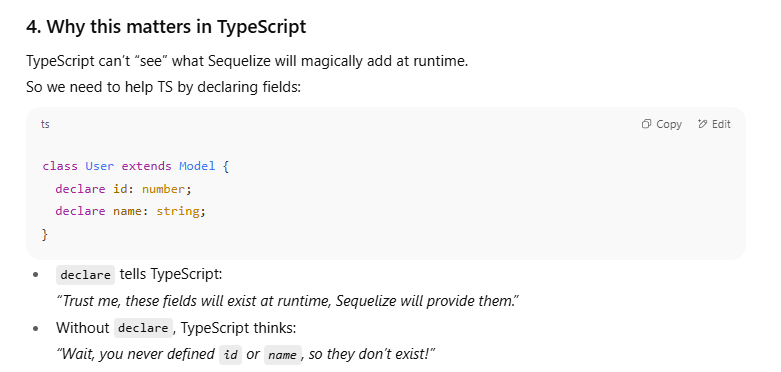 4. Why this matters in TypeScript
TypeScript can’t “see” what Sequelize will magically add at runtime.
So we need to help TS by declaring fields:
ts
Copy
Edit
class User extends Model {
  declare id: number;
  declare name: string;
}
• declare tells TypeScript:
“Trust me, these fields will exist at runtime, Sequelize will provide them.”
• Without declare, TypeScript thinks:
“Wait, you never defined id or name, so they don’t exist!”